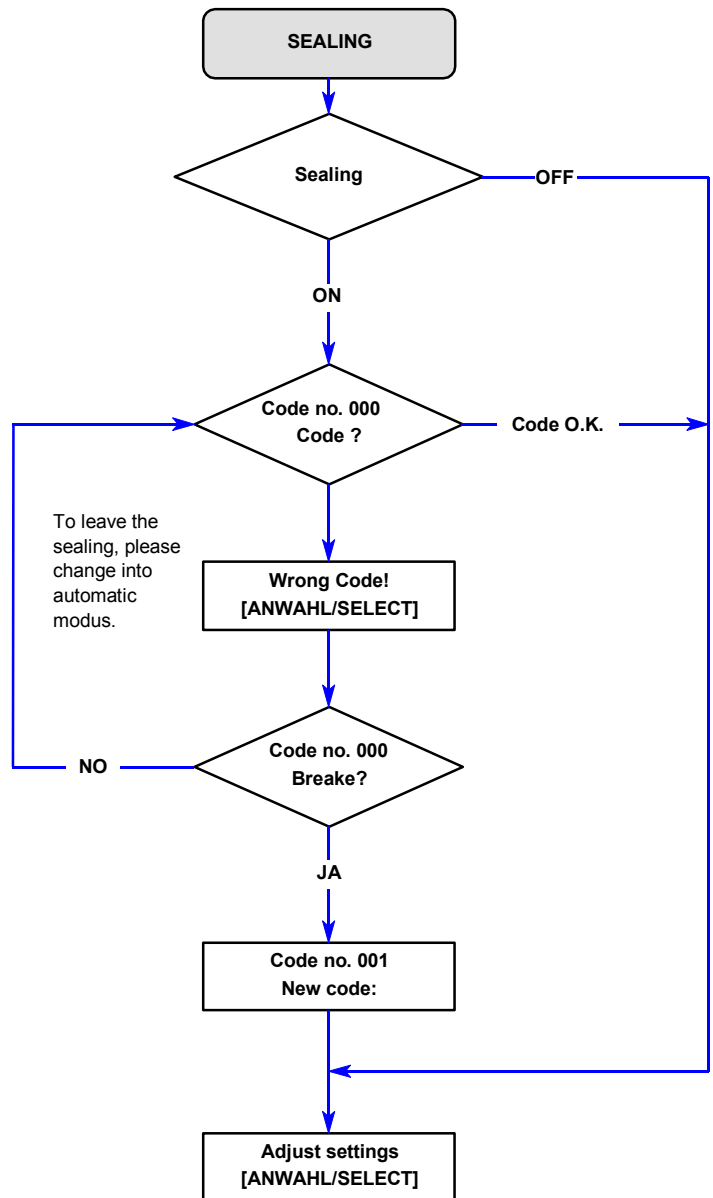 SEALING
Sealing
OFF
ON
Code no. 000
Code ?
Code O.K.
To leave the
sealing, please
change into
automatic
modus.
Wrong Code!
[ANWAHL/SELECT]
Code no. 000
Breake?
NO
JA
Code no. 001
New code:
Adjust settings
[ANWAHL/SELECT]